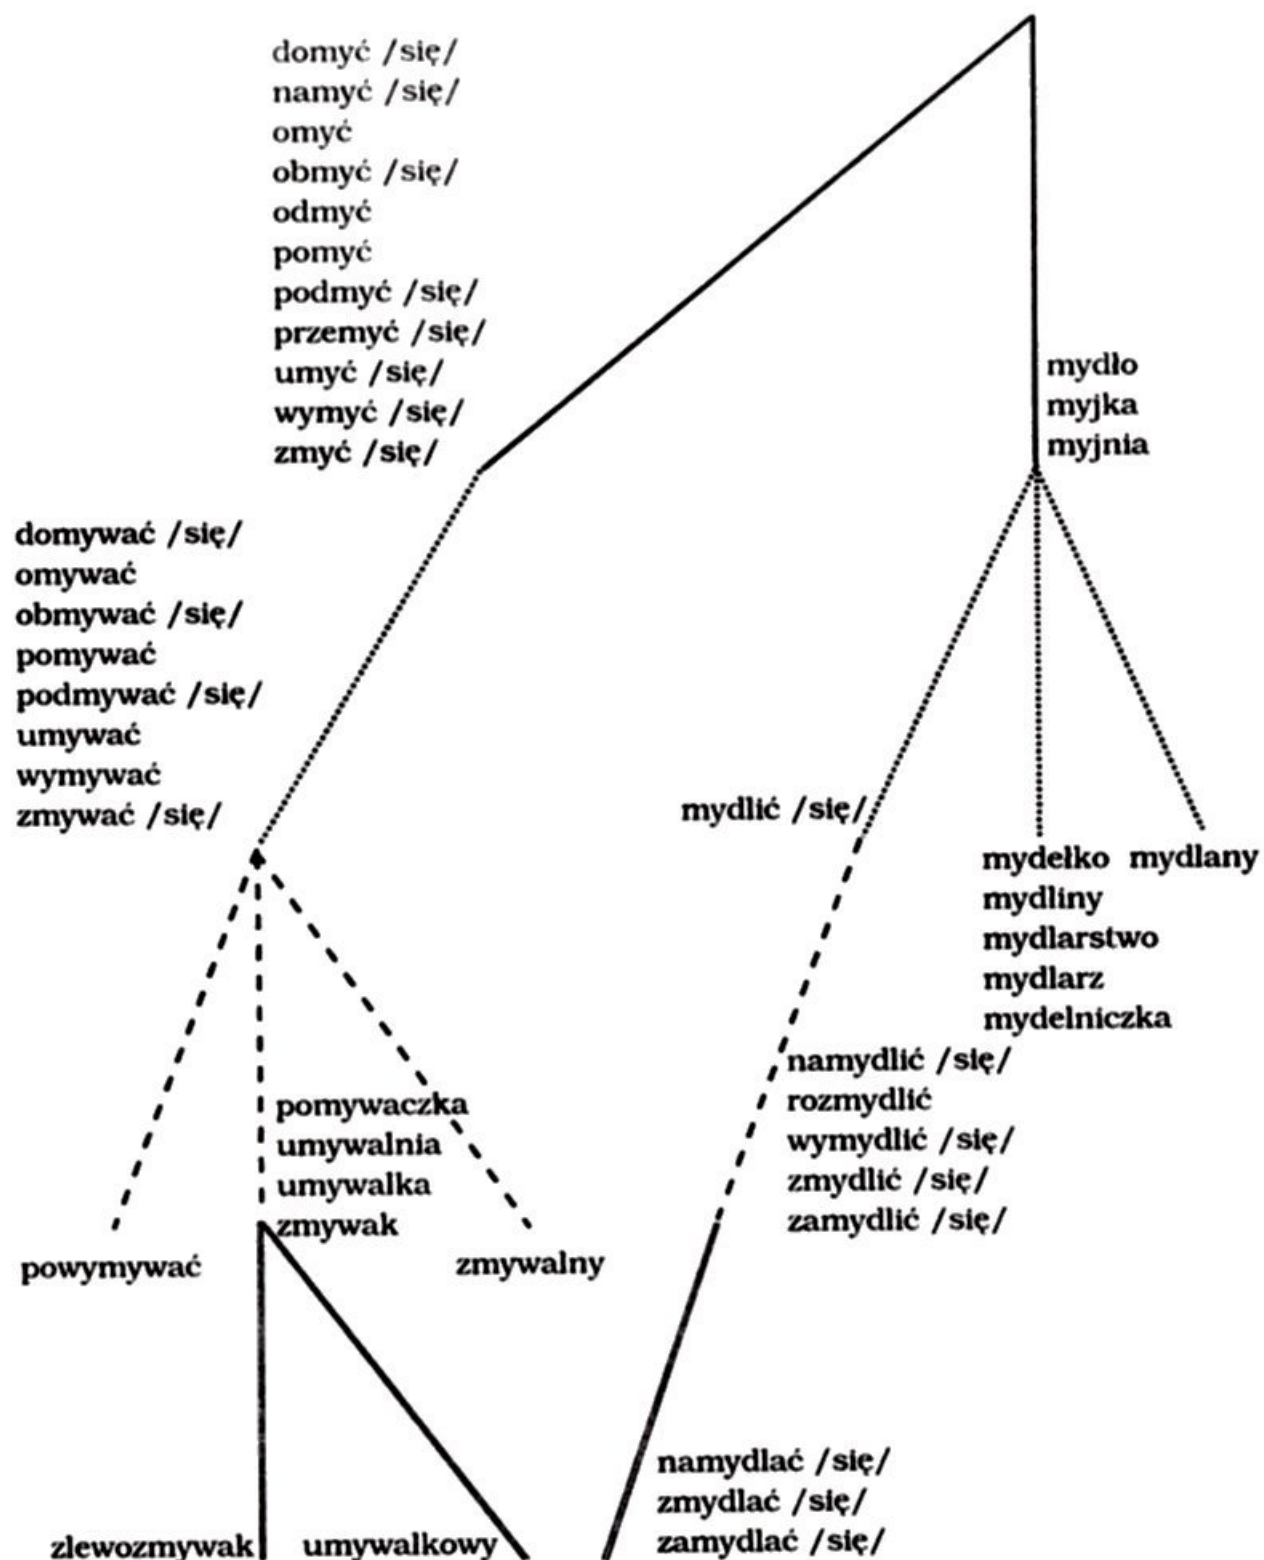 domyć /się/
namyć /się/
omyć
obmyć /się/
odmyć
pomyć
podmyć /się/
przemyć /się/
umyć /się/
wymyć /się/
zmyć /się/
mydło
myjka
myjnia
domywać /się/
omywać
obmywać /się/
pomywać
podmywać /się/
umywać
wymywać
zmywać /się/
mydlić /się/
mydełko mydlany
mydliny
mydlarstwo
mydlarz
mydelniczka
namydlić /się/
rozmydlić
wymydlić /się/
zmydlić /się/
zamydlić /się/
pomywaczka
umywalnia
umywalka
zmywak
powymywać
zmywalny
namydlać /się/
zmydlać /się/
zamydlać /się/
zlewozmywak
umywalkowy